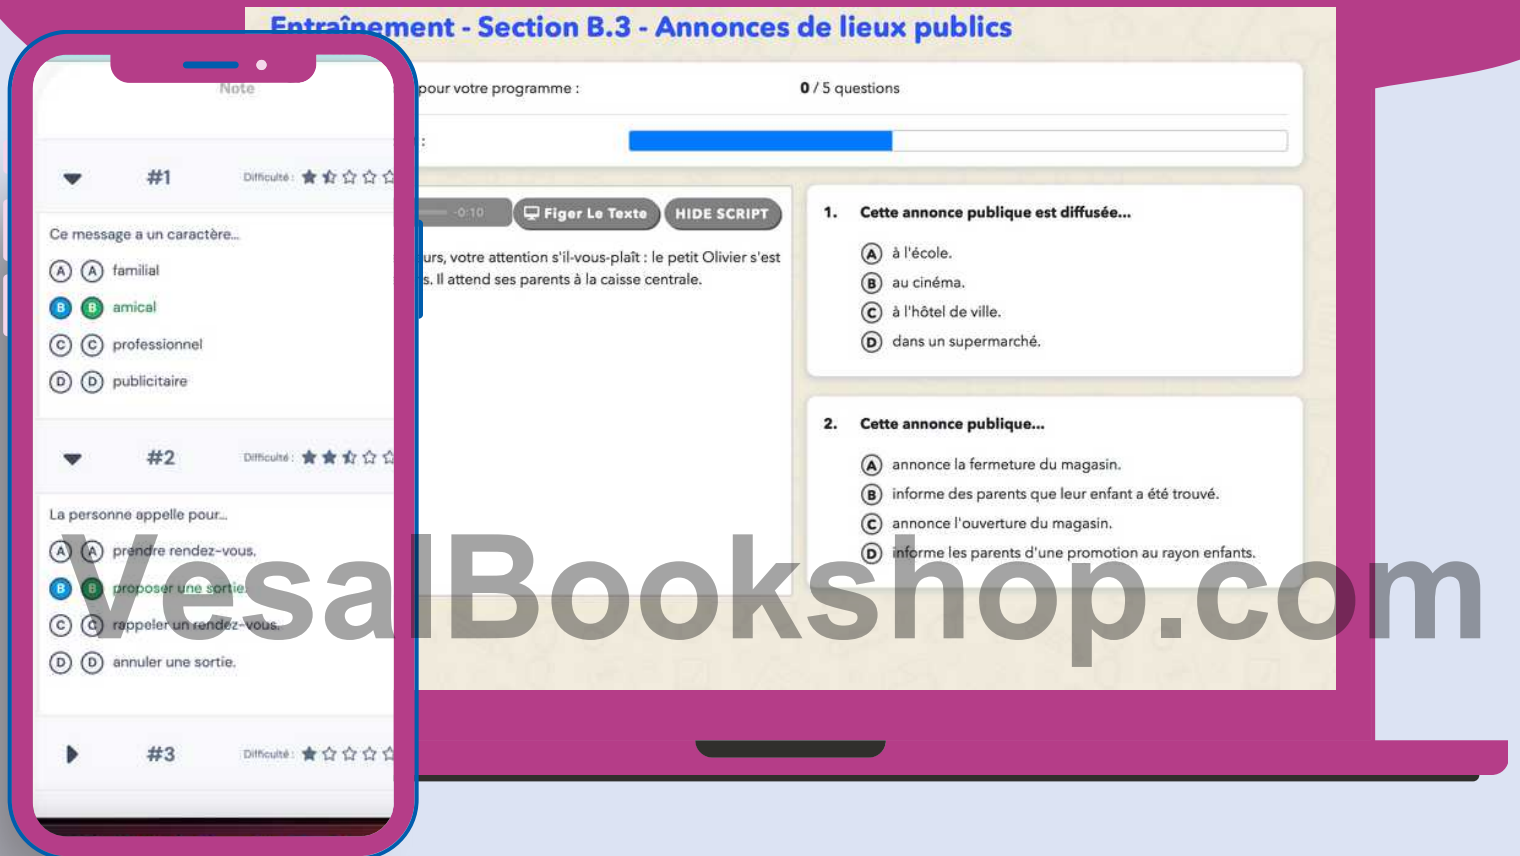 Entraînement - Section B.3 - Annonces de lieux publics
pour votre programme :
0 / 5 questions
:
-0:10
Figer Le Texte
HIDE SCRIPT
urs, votre attention s'il-vous-plaît : le petit Olivier s'est
s. Il attend ses parents à la caisse centrale.
1. Cette annonce publique est diffusée...
A à l'école.
B au cinéma.
C à l'hôtel de ville.
D dans un supermarché.
2. Cette annonce publique...
A annonce la fermeture du magasin.
B informe des parents que leur enfant a été trouvé.
C annonce l'ouverture du magasin.
D informe les parents d'une promotion au rayon enfants.
Note
#1 Difficulté :
Ce message a un caractère...
A A familial
B B amical
C C professionnel
D D publicitaire
#2 Difficulté :
La personne appelle pour...
A A prendre rendez-vous.
B B proposer une sortie.
C C rappeler un rendez-vous.
D D annuler une sortie.
#3 Difficulté :
VesalBookshop.com